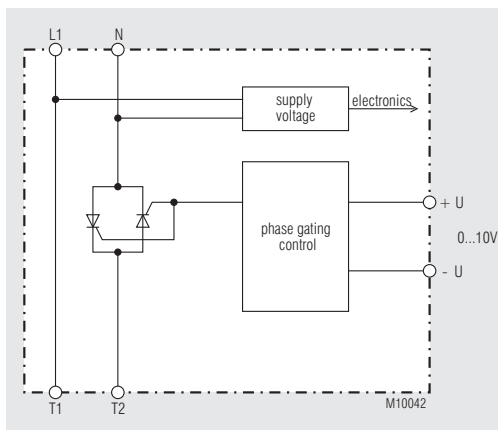 L1 N
supply
voltage
electronics
phase gating
control
+ U
0...10V
- U
T1 T2
M10042